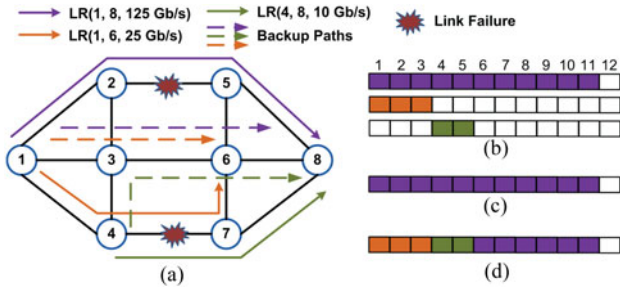 LR(1, 8, 125 Gb/s)
LR(4, 8, 10 Gb/s)
Link Failure
LR(1, 6, 25 Gb/s)
Backup Paths
1 2 3 4 5 6 7 8 9 10 11 12
2
5
(b)
1
3
6
8
(c)
4
7
(a)
(d)